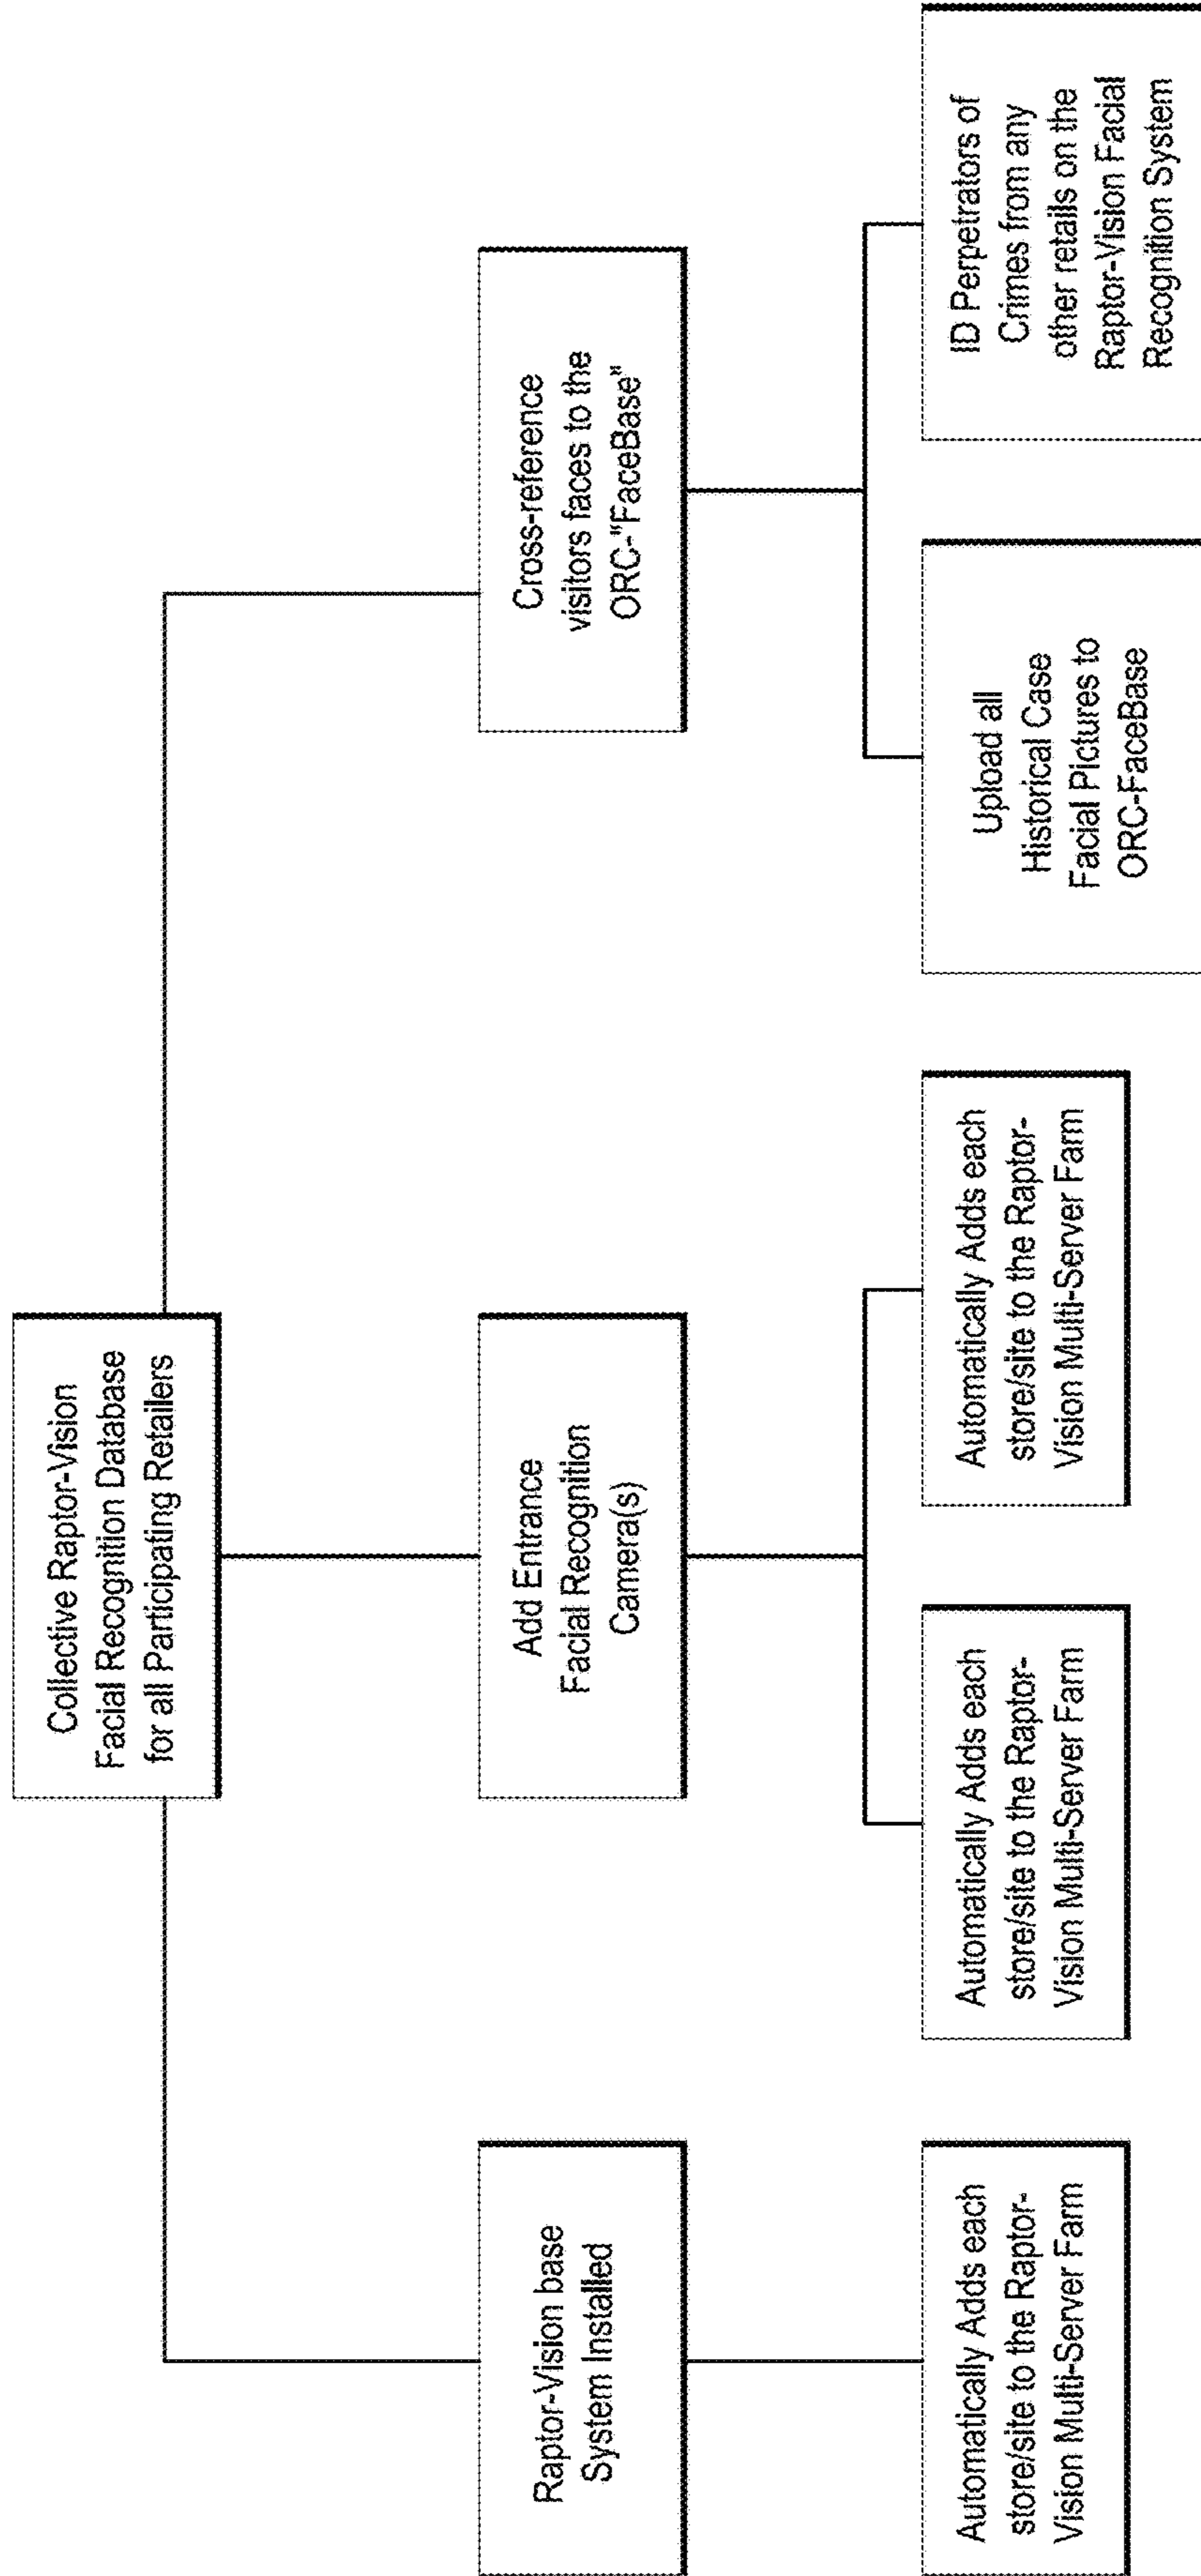 Collective Raptor-Vision
Facial Recognition Database
for all Participating Retailers
Raptor-Vision base
System Installed
Add Entrance
Facial Recognition
Camera(s)
Cross-reference
visitors faces to the
ORC-"FaceBase"
Automatically Adds each
store/site to the Raptor-
Vision Multi-Server Farm
Automatically Adds each
store/site to the Raptor-
Vision Multi-Server Farm
Automatically Adds each
store/site to the Raptor-
Vision Multi-Server Farm
Upload all
Historical Case
Facial Pictures to
ORC-FaceBase
ID Perpetrators of
Crimes from any
other retails on the
Raptor-Vision Facial
Recognition System